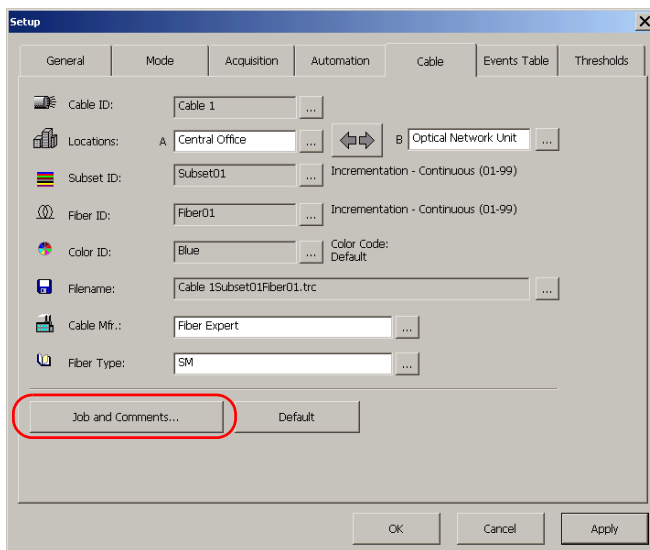 Setup
General Mode Acquisition Automation Cable Events Table Thresholds
Cable ID: Cable 1 ...
Locations: A Central Office ... B Optical Network Unit ...
Subset ID: Subset01 ... Incrementation - Continuous (01-99)
Fiber ID: Fiber01 ... Incrementation - Continuous (01-99)
Color ID: Blue ... Color Code:
Default
Filename: Cable 1Subset01Fiber01.trc ...
Cable Mfr.: Fiber Expert ...
Fiber Type: SM ...
Job and Comments... Default
OK Cancel Apply